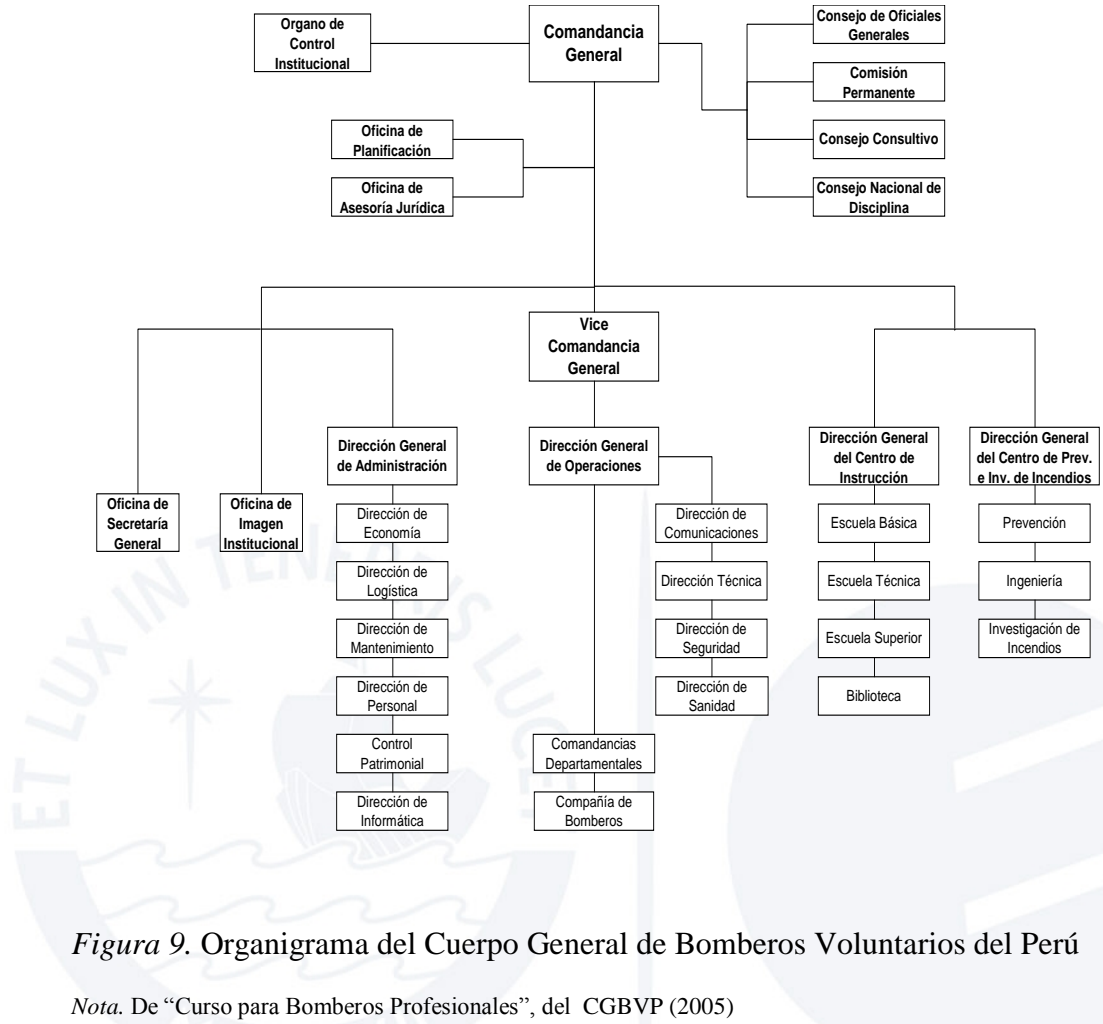 Organo de
Control
Institucional
Comandancia
General
Consejo de Oficiales
Generales
Comisión
Permanente
Consejo Consultivo
Consejo Nacional de
Disciplina
Oficina de
Planificación
Oficina de
Asesoría Jurídica
Vice
Comandancia
General
Oficina de
Secretaría
General
Oficina de
Imagen
Institucional
Dirección General
de Administración
Dirección de
Economía
Dirección de
Logística
Dirección de
Mantenimiento
Dirección de
Personal
Control
Patrimonial
Dirección de
Informática
Dirección General
de Operaciones
Dirección de
Comunicaciones
Dirección Técnica
Dirección de
Seguridad
Dirección de
Sanidad
Comandancias
Departamentales
Compañía de
Bomberos
Dirección General
del Centro de
Instrucción
Escuela Básica
Escuela Técnica
Escuela Superior
Biblioteca
Dirección General
del Centro de Prev.
e Inv. de Incendios
Prevención
Ingeniería
Investigación de
Incendios
ET LUX IN TENEBRIS LUCET
Figura 9. Organigrama del Cuerpo General de Bomberos Voluntarios del Perú
Nota. De “Curso para Bomberos Profesionales”, del CGBVP (2005)